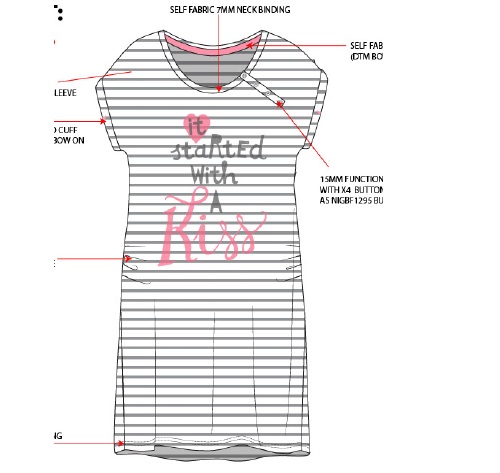 SELF FABRIC 7MM NECK BINDING
SELF FAB
(DTM BO
SLEEVE
CUFF
BOW ON
it
staRtEd
with
A
Kiss
15MM FUNCTION
WITH X4 BUTTON
AS NIGBF1295 BU
NG